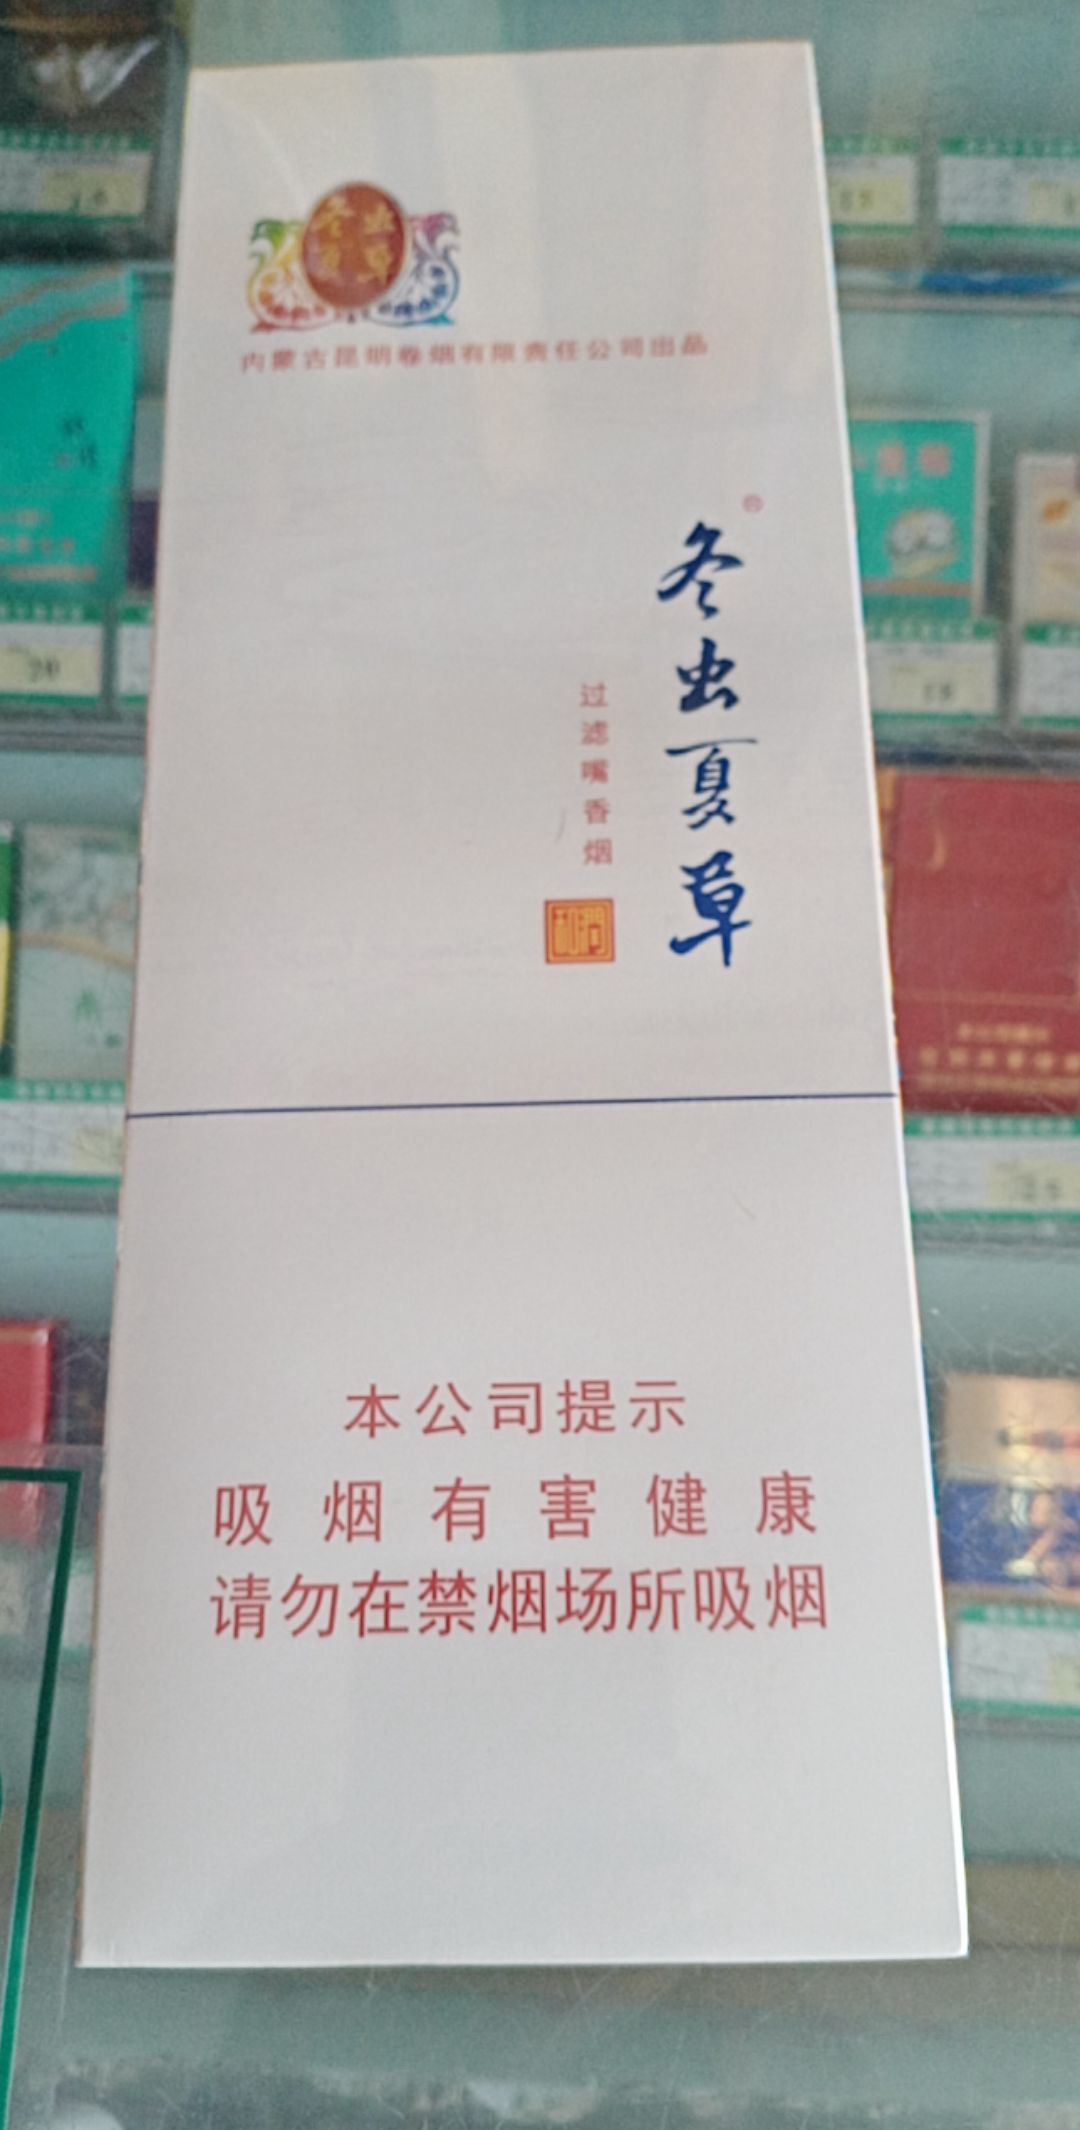 冬虫
夏草
内蒙古昆明卷烟有限责任公司出品
冬虫夏草
过滤嘴香烟
和润
本公司提示
吸烟有害健康
请勿在禁烟场所吸烟
20
15